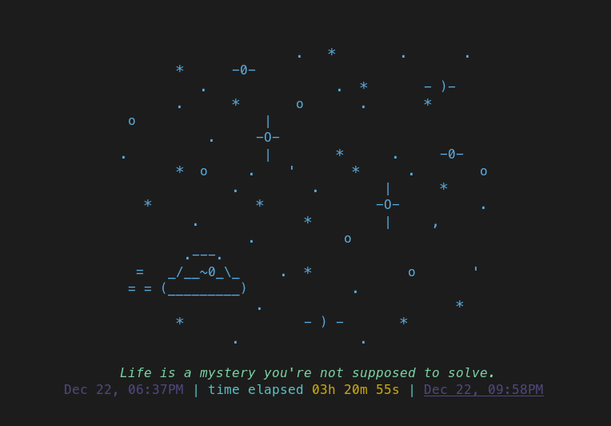 Life is a mystery you're not supposed to solve.
Dec 22, 06:37PM | time elapsed 03h 20m 55s | Dec 22, 09:58PM